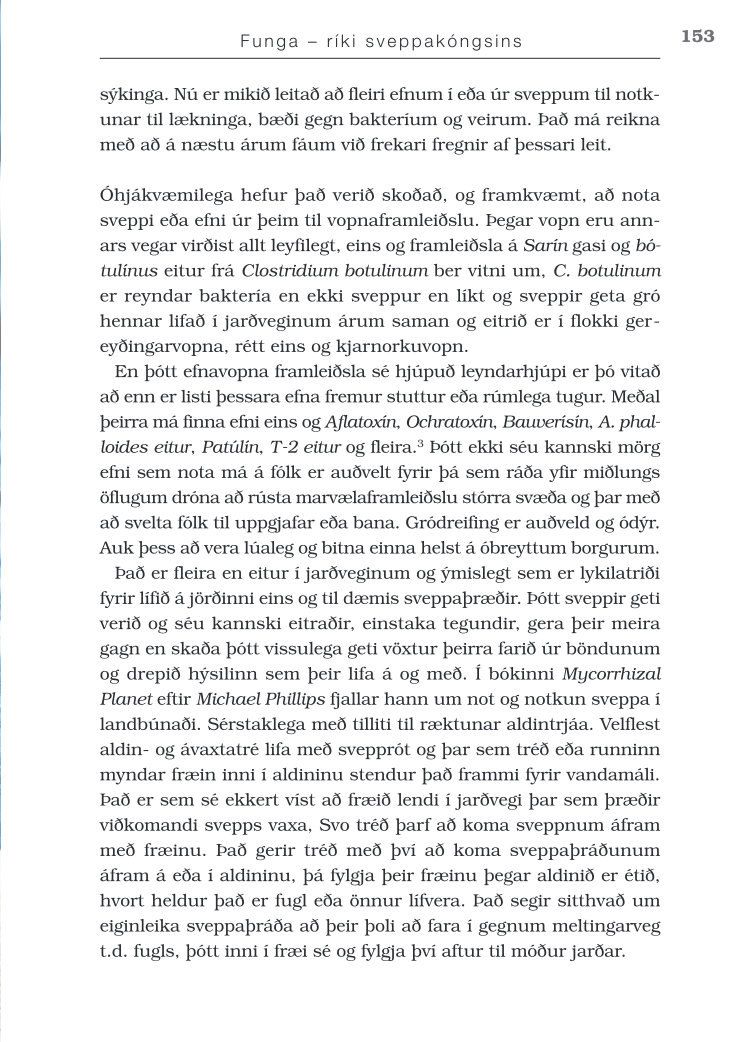 Funga – ríki sveppakóngsins
153
sýkinga. Nú er mikið leitað að fleiri efnum í eða úr sveppum til notk-
unar til lækninga, bæði gegn bakteríum og veirum. Það má reikna
með að á næstu árum fáum við frekari fregnir af þessari leit.
Óhjákvæmilega hefur það verið skoðað, og framkvæmt, að nota
sveppi eða efni úr þeim til vopnaframleiðslu. Þegar vopn eru ann-
ars vegar virðist allt leyfilegt, eins og framleiðsla á Sarín gasi og bó-
túlínus eitur frá Clostridium botulinum ber vitni um, C. botulinum
er reyndar baktería en ekki sveppur en líkt og sveppir geta gró
hennar lifað í jarðveginum árum saman og eitrið er í flokki ger-
eyðingarvopna, rétt eins og kjarnorkuvopn.
En þótt efnavopna framleiðsla sé hjúpuð leyndarhjúpi er þó vitað
að enn er listi þessara efna fremur stuttur eða rúmlega tugur. Meðal
þeirra má finna efni eins og Aflatoxín, Ochratoxín, Bauverísín, A. phal-
loides eitur, Patúlín, T-2 eitur og fleira.³ Þótt ekki séu kannski mörg
efni sem nota má á fólk er auðvelt fyrir þá sem ráða yfir miðlungs
öflugum dróna að rústa marvælaframleiðslu stórra svæða og þar með
að svelta fólk til uppgjafar eða bana. Gródreifing er auðveld og ódýr.
Auk þess að vera lúaleg og bitna einna helst á óbreyttum borgurum.
Það er fleira en eitur í jarðveginum og ýmislegt sem er lykilatriði
fyrir lífið á jörðinni eins og til dæmis sveppaþræðir. Þótt sveppir geti
verið og séu kannski eitraðir, einstaka tegundir, gera þeir meira
gagn en skaða þótt vissulega geti vöxtur þeirra farið úr böndunum
og drepið hýsilinn sem þeir lifa á og með. Í bókinni Mycorrhizal
Planet eftir Michael Phillips fjallar hann um not og notkun sveppa í
landbúnaði. Sérstaklega með tilliti til ræktunar aldintrjáa. Velflest
aldin- og ávaxtatré lifa með svepprót og þar sem tréð eða runninn
myndar fræin inni í aldininu stendur það frammi fyrir vandamáli.
Það er sem sé ekkert víst að fræið lendi í jarðvegi þar sem þræðir
viðkomandi svepps vaxa, Svo tréð þarf að koma sveppnum áfram
með fræinu. Það gerir tréð með því að koma sveppaþráðunum
áfram á eða í aldininu, þá fylgja þeir fræinu þegar aldinið er étið,
hvort heldur það er fugl eða önnur lífvera. Það segir sitthvað um
eiginleika sveppaþráða að þeir þoli að fara í gegnum meltingarveg
t.d. fugls, þótt inni í fræi sé og fylgja því aftur til móður jarðar.